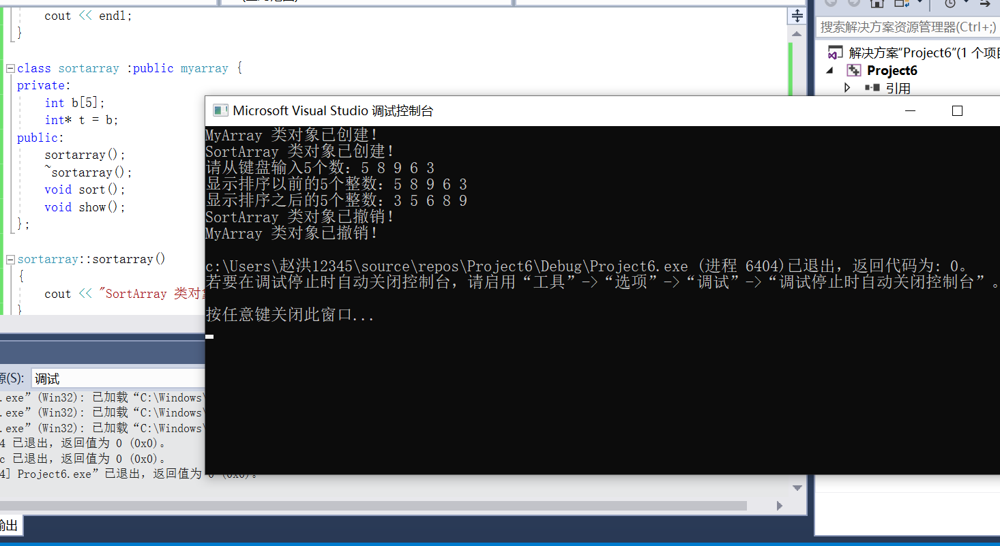 cout << endl;
}
class sortarray :public myarray {
private:
int b[5];
int* t = b;
public:
sortarray();
~sortarray();
void sort();
void show();
};
sortarray::sortarray()
{
cout << "SortArray 类对
}
搜索解决方案资源管理器(Ctrl+;)
解决方案"Project6"(1 个项
Project6
引用
Microsoft Visual Studio 调试控制台
MyArray 类对象已创建!
SortArray 类对象已创建!
请从键盘输入5个数：5 8 9 6 3
显示排序以前的5个整数：5 8 9 6 3
显示排序之后的5个整数：3 5 6 8 9
SortArray 类对象已撤销!
MyArray 类对象已撤销!
c:\Users\赵洪12345\source\repos\Project6\Debug\Project6.exe (进程 6404)已退出，返回代码为: 0。
若要在调试停止时自动关闭控制台，请启用“工具”->“选项”->“调试”->“调试停止时自动关闭控制台”。
按任意键关闭此窗口...
(S): 调试
.exe” (Win32): 已加载“C:\Windows\
.exe” (Win32): 已加载“C:\Windows\
.exe” (Win32): 已加载“C:\Windows\
4 已退出，返回值为 0 (0x0)。
c 已退出，返回值为 0 (0x0)。
4] Project6.exe” 已退出，返回值为 0 (0x0)。
输出